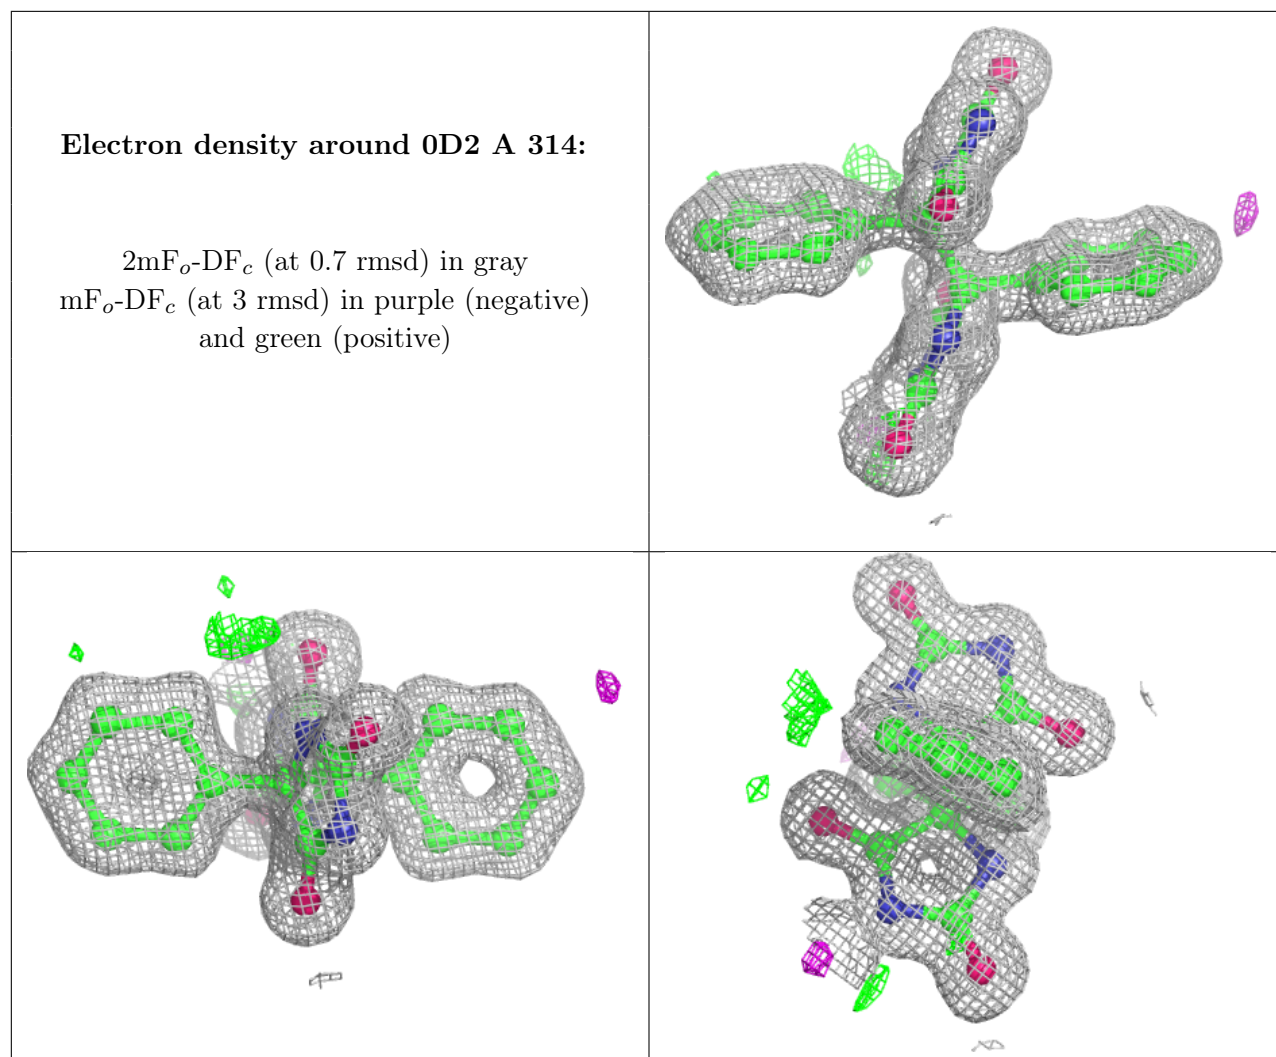 Electron density around 0D2 A 314:
2mFₒ-DF𝒸 (at 0.7 rmsd) in gray
mFₒ-DF𝒸 (at 3 rmsd) in purple (negative)
and green (positive)